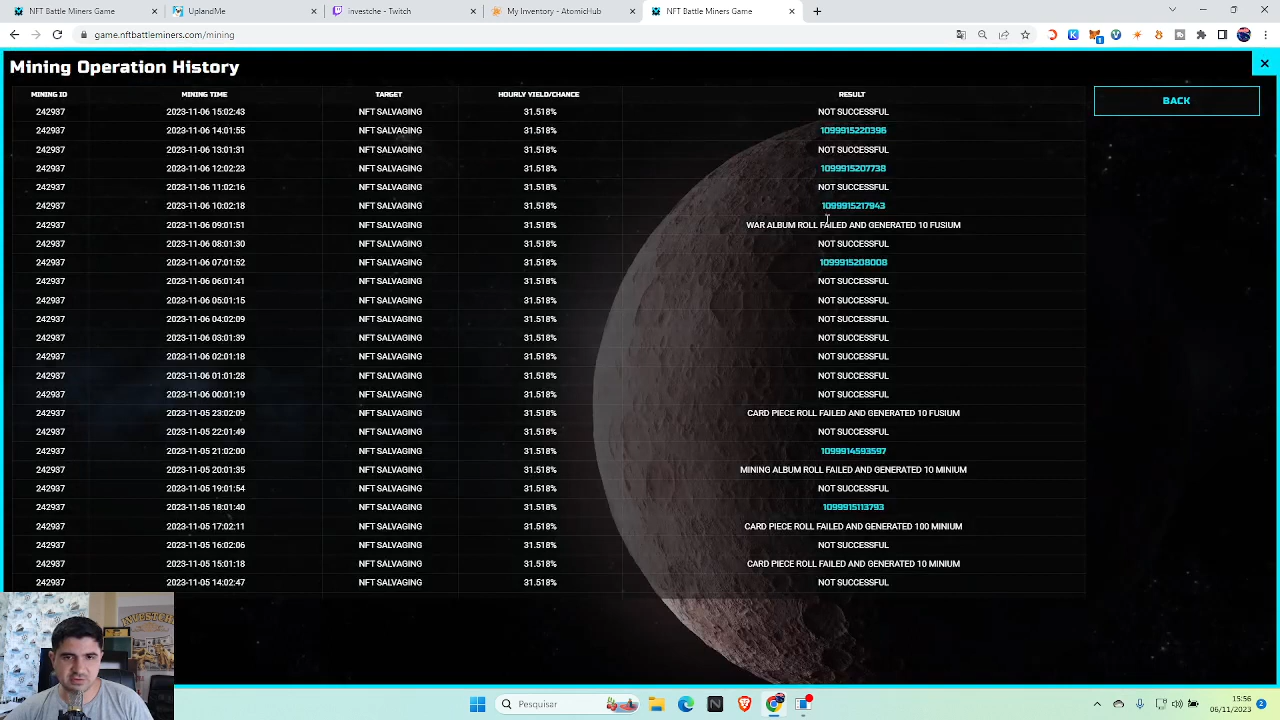 NFT Battle Miners Game
UplandMe!
Investche - Twitch
My Inventory - AtomicHub
NFT Battle Miners Game
game.nftbattleminers.com/mining
Mining Operation History
MINING ID MINING TIME TARGET HOURLY YIELD/CHANCE RESULT
BACK
242937 2023-11-06 15:02:43 NFT SALVAGING 31.518% NOT SUCCESSFUL
242937 2023-11-06 14:01:55 NFT SALVAGING 31.518% 1099915220396
242937 2023-11-06 13:01:31 NFT SALVAGING 31.518% NOT SUCCESSFUL
242937 2023-11-06 12:02:23 NFT SALVAGING 31.518% 1099915207738
242937 2023-11-06 11:02:16 NFT SALVAGING 31.518% NOT SUCCESSFUL
242937 2023-11-06 10:02:18 NFT SALVAGING 31.518% 1099915217943
242937 2023-11-06 09:01:51 NFT SALVAGING 31.518% WAR ALBUM ROLL FAILED AND GENERATED 10 FUSIUM
242937 2023-11-06 08:01:30 NFT SALVAGING 31.518% NOT SUCCESSFUL
242937 2023-11-06 07:01:52 NFT SALVAGING 31.518% 1099915208008
242937 2023-11-06 06:01:41 NFT SALVAGING 31.518% NOT SUCCESSFUL
242937 2023-11-06 05:01:15 NFT SALVAGING 31.518% NOT SUCCESSFUL
242937 2023-11-06 04:02:09 NFT SALVAGING 31.518% NOT SUCCESSFUL
242937 2023-11-06 03:01:39 NFT SALVAGING 31.518% NOT SUCCESSFUL
242937 2023-11-06 02:01:18 NFT SALVAGING 31.518% NOT SUCCESSFUL
242937 2023-11-06 01:01:28 NFT SALVAGING 31.518% NOT SUCCESSFUL
242937 2023-11-06 00:01:19 NFT SALVAGING 31.518% NOT SUCCESSFUL
242937 2023-11-05 23:02:09 NFT SALVAGING 31.518% CARD PIECE ROLL FAILED AND GENERATED 10 FUSIUM
242937 2023-11-05 22:01:49 NFT SALVAGING 31.518% NOT SUCCESSFUL
242937 2023-11-05 21:02:00 NFT SALVAGING 31.518% 1099914593597
242937 2023-11-05 20:01:35 NFT SALVAGING 31.518% MINING ALBUM ROLL FAILED AND GENERATED 10 MINIUM
242937 2023-11-05 19:01:54 NFT SALVAGING 31.518% NOT SUCCESSFUL
242937 2023-11-05 18:01:40 NFT SALVAGING 31.518% 1099915113793
242937 2023-11-05 17:02:11 NFT SALVAGING 31.518% CARD PIECE ROLL FAILED AND GENERATED 100 MINIUM
242937 2023-11-05 16:02:06 NFT SALVAGING 31.518% NOT SUCCESSFUL
242937 2023-11-05 15:01:18 NFT SALVAGING 31.518% CARD PIECE ROLL FAILED AND GENERATED 10 MINIUM
242937 2023-11-05 14:02:47 NFT SALVAGING 31.518% NOT SUCCESSFUL
Pesquisar
15:56
06/11/2023